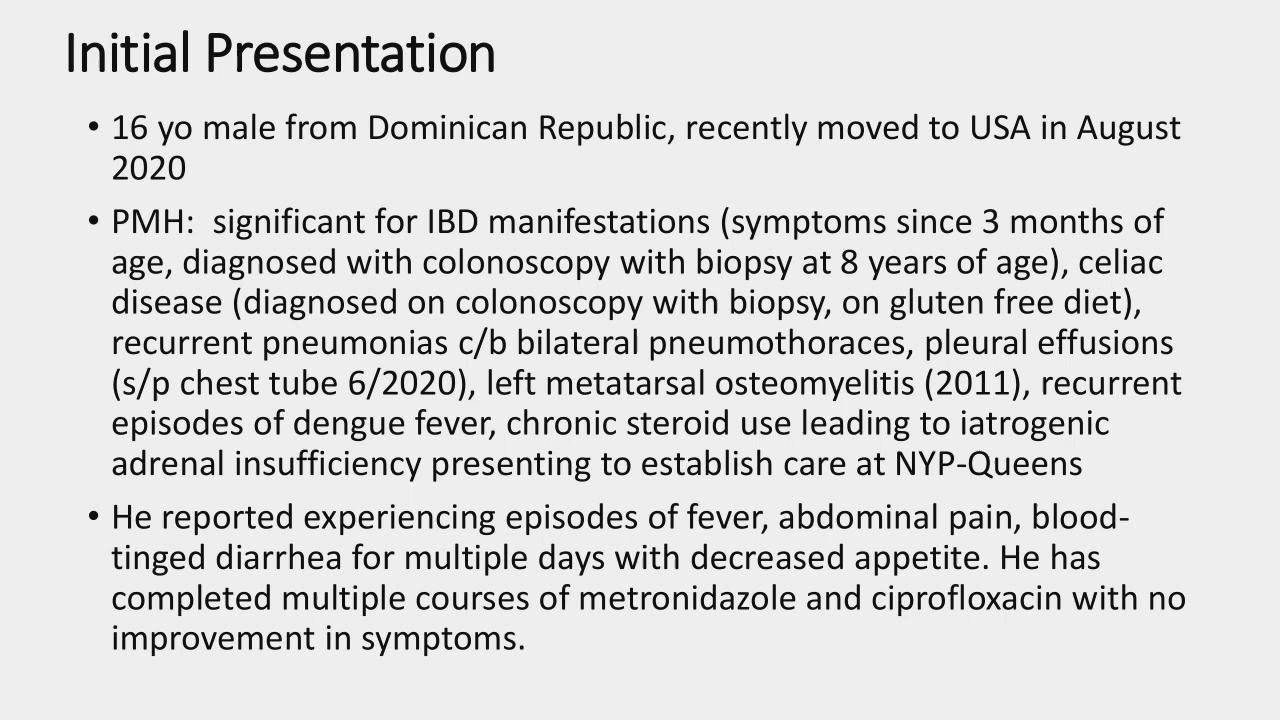 Initial Presentation
• 16 yo male from Dominican Republic, recently moved to USA in August
2020
• PMH:  significant for IBD manifestations (symptoms since 3 months of
age, diagnosed with colonoscopy with biopsy at 8 years of age), celiac
disease (diagnosed on colonoscopy with biopsy, on gluten free diet),
recurrent pneumonias c/b bilateral pneumothoraces, pleural effusions
(s/p chest tube 6/2020), left metatarsal osteomyelitis (2011), recurrent
episodes of dengue fever, chronic steroid use leading to iatrogenic
adrenal insufficiency presenting to establish care at NYP-Queens
• He reported experiencing episodes of fever, abdominal pain, blood-
tinged diarrhea for multiple days with decreased appetite. He has
completed multiple courses of metronidazole and ciprofloxacin with no
improvement in symptoms.